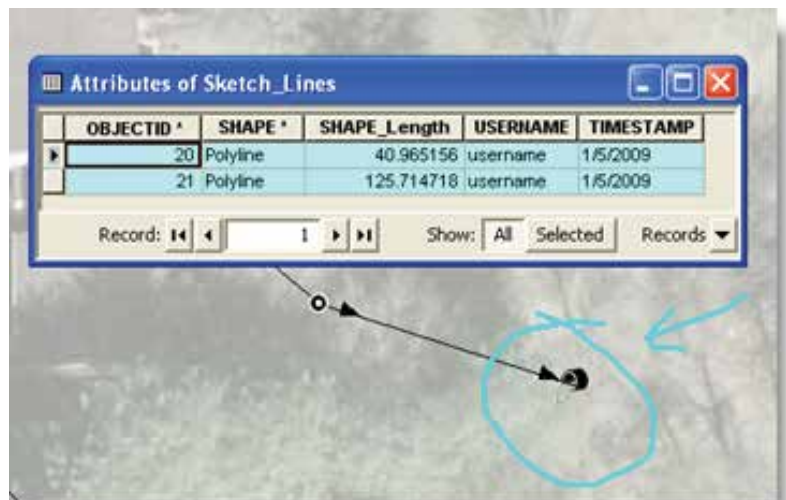 Attributes of Sketch_Lines
OBJECTID * SHAPE * SHAPE_Length USERNAME TIMESTAMP
20 Polyline 40.965156 username 1/5/2009
21 Polyline 125.714718 username 1/5/2009
Record: 1 Show: All Selected Records